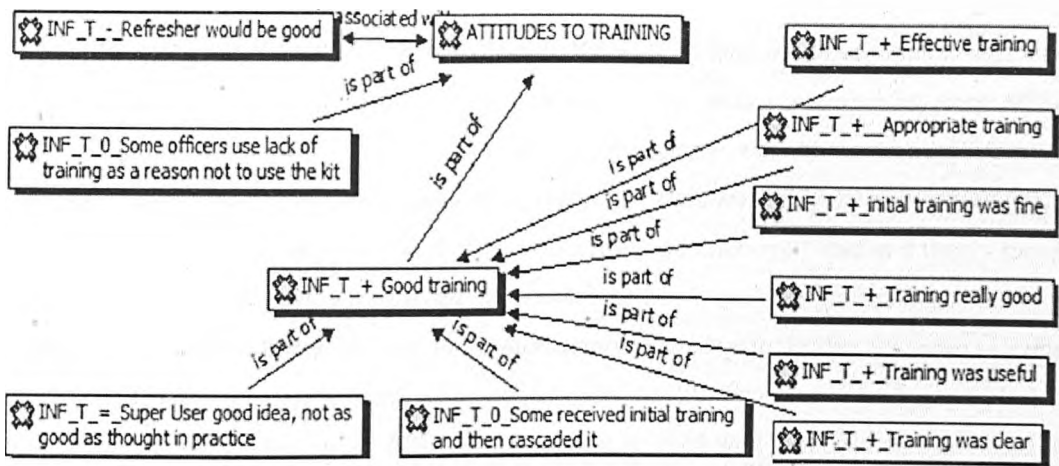 INF_T_-_Refresher would be good
associated with
ATTITUDES TO TRAINING
INF_T_+_Effective training
is part of
INF_T_+__Appropriate training
INF_T_0_Some officers use lack of
training as a reason not to use the kit
is part of
is part of
is part of
INF_T_+_initial training was fine
is part of
INF_T_+_Good training
is part of
INF_T_+_Training really good
is part of
is part of
is part of
is part of
INF_T_+_Training was useful
INF_T_=_Super User good idea, not as
good as thought in practice
INF_T_0_Some received initial training
and then cascaded it
INF_T_+_Training was clear